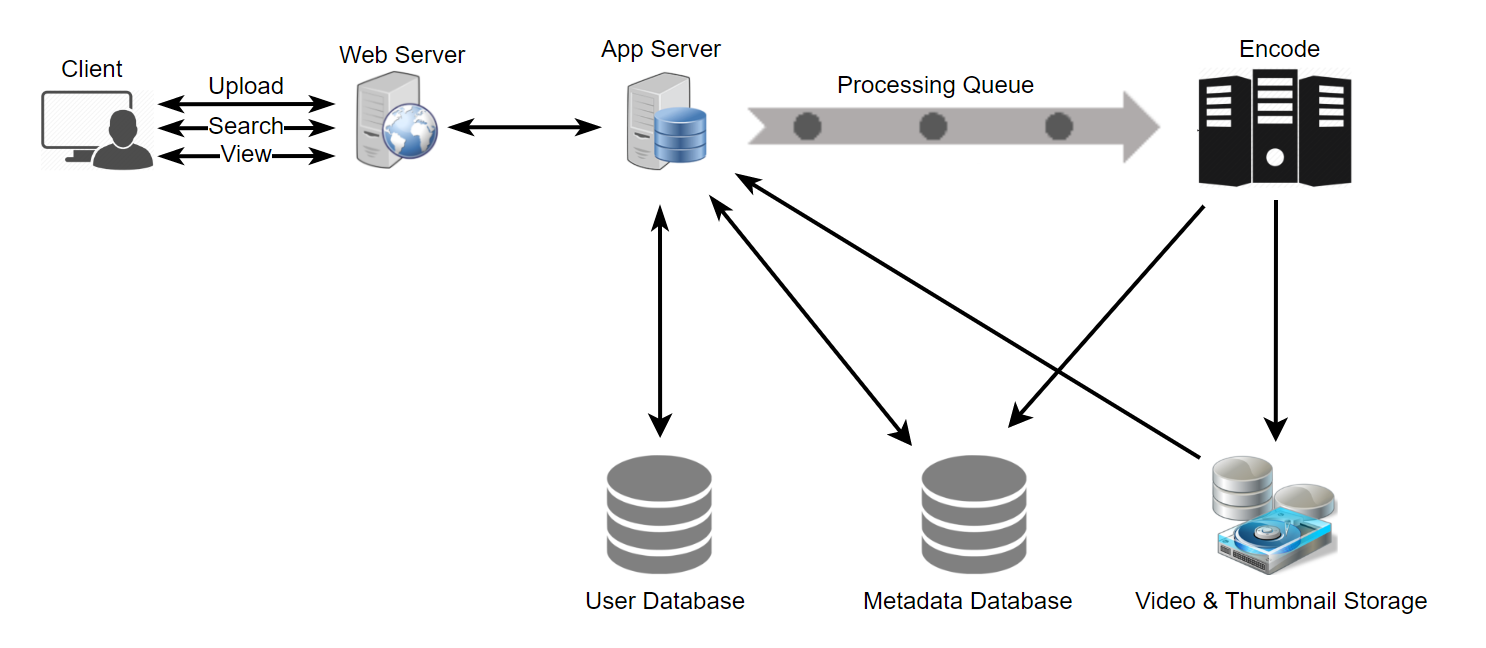 Client
Upload
Search
View
Web Server
App Server
Processing Queue
Encode
User Database
Metadata Database
Video & Thumbnail Storage